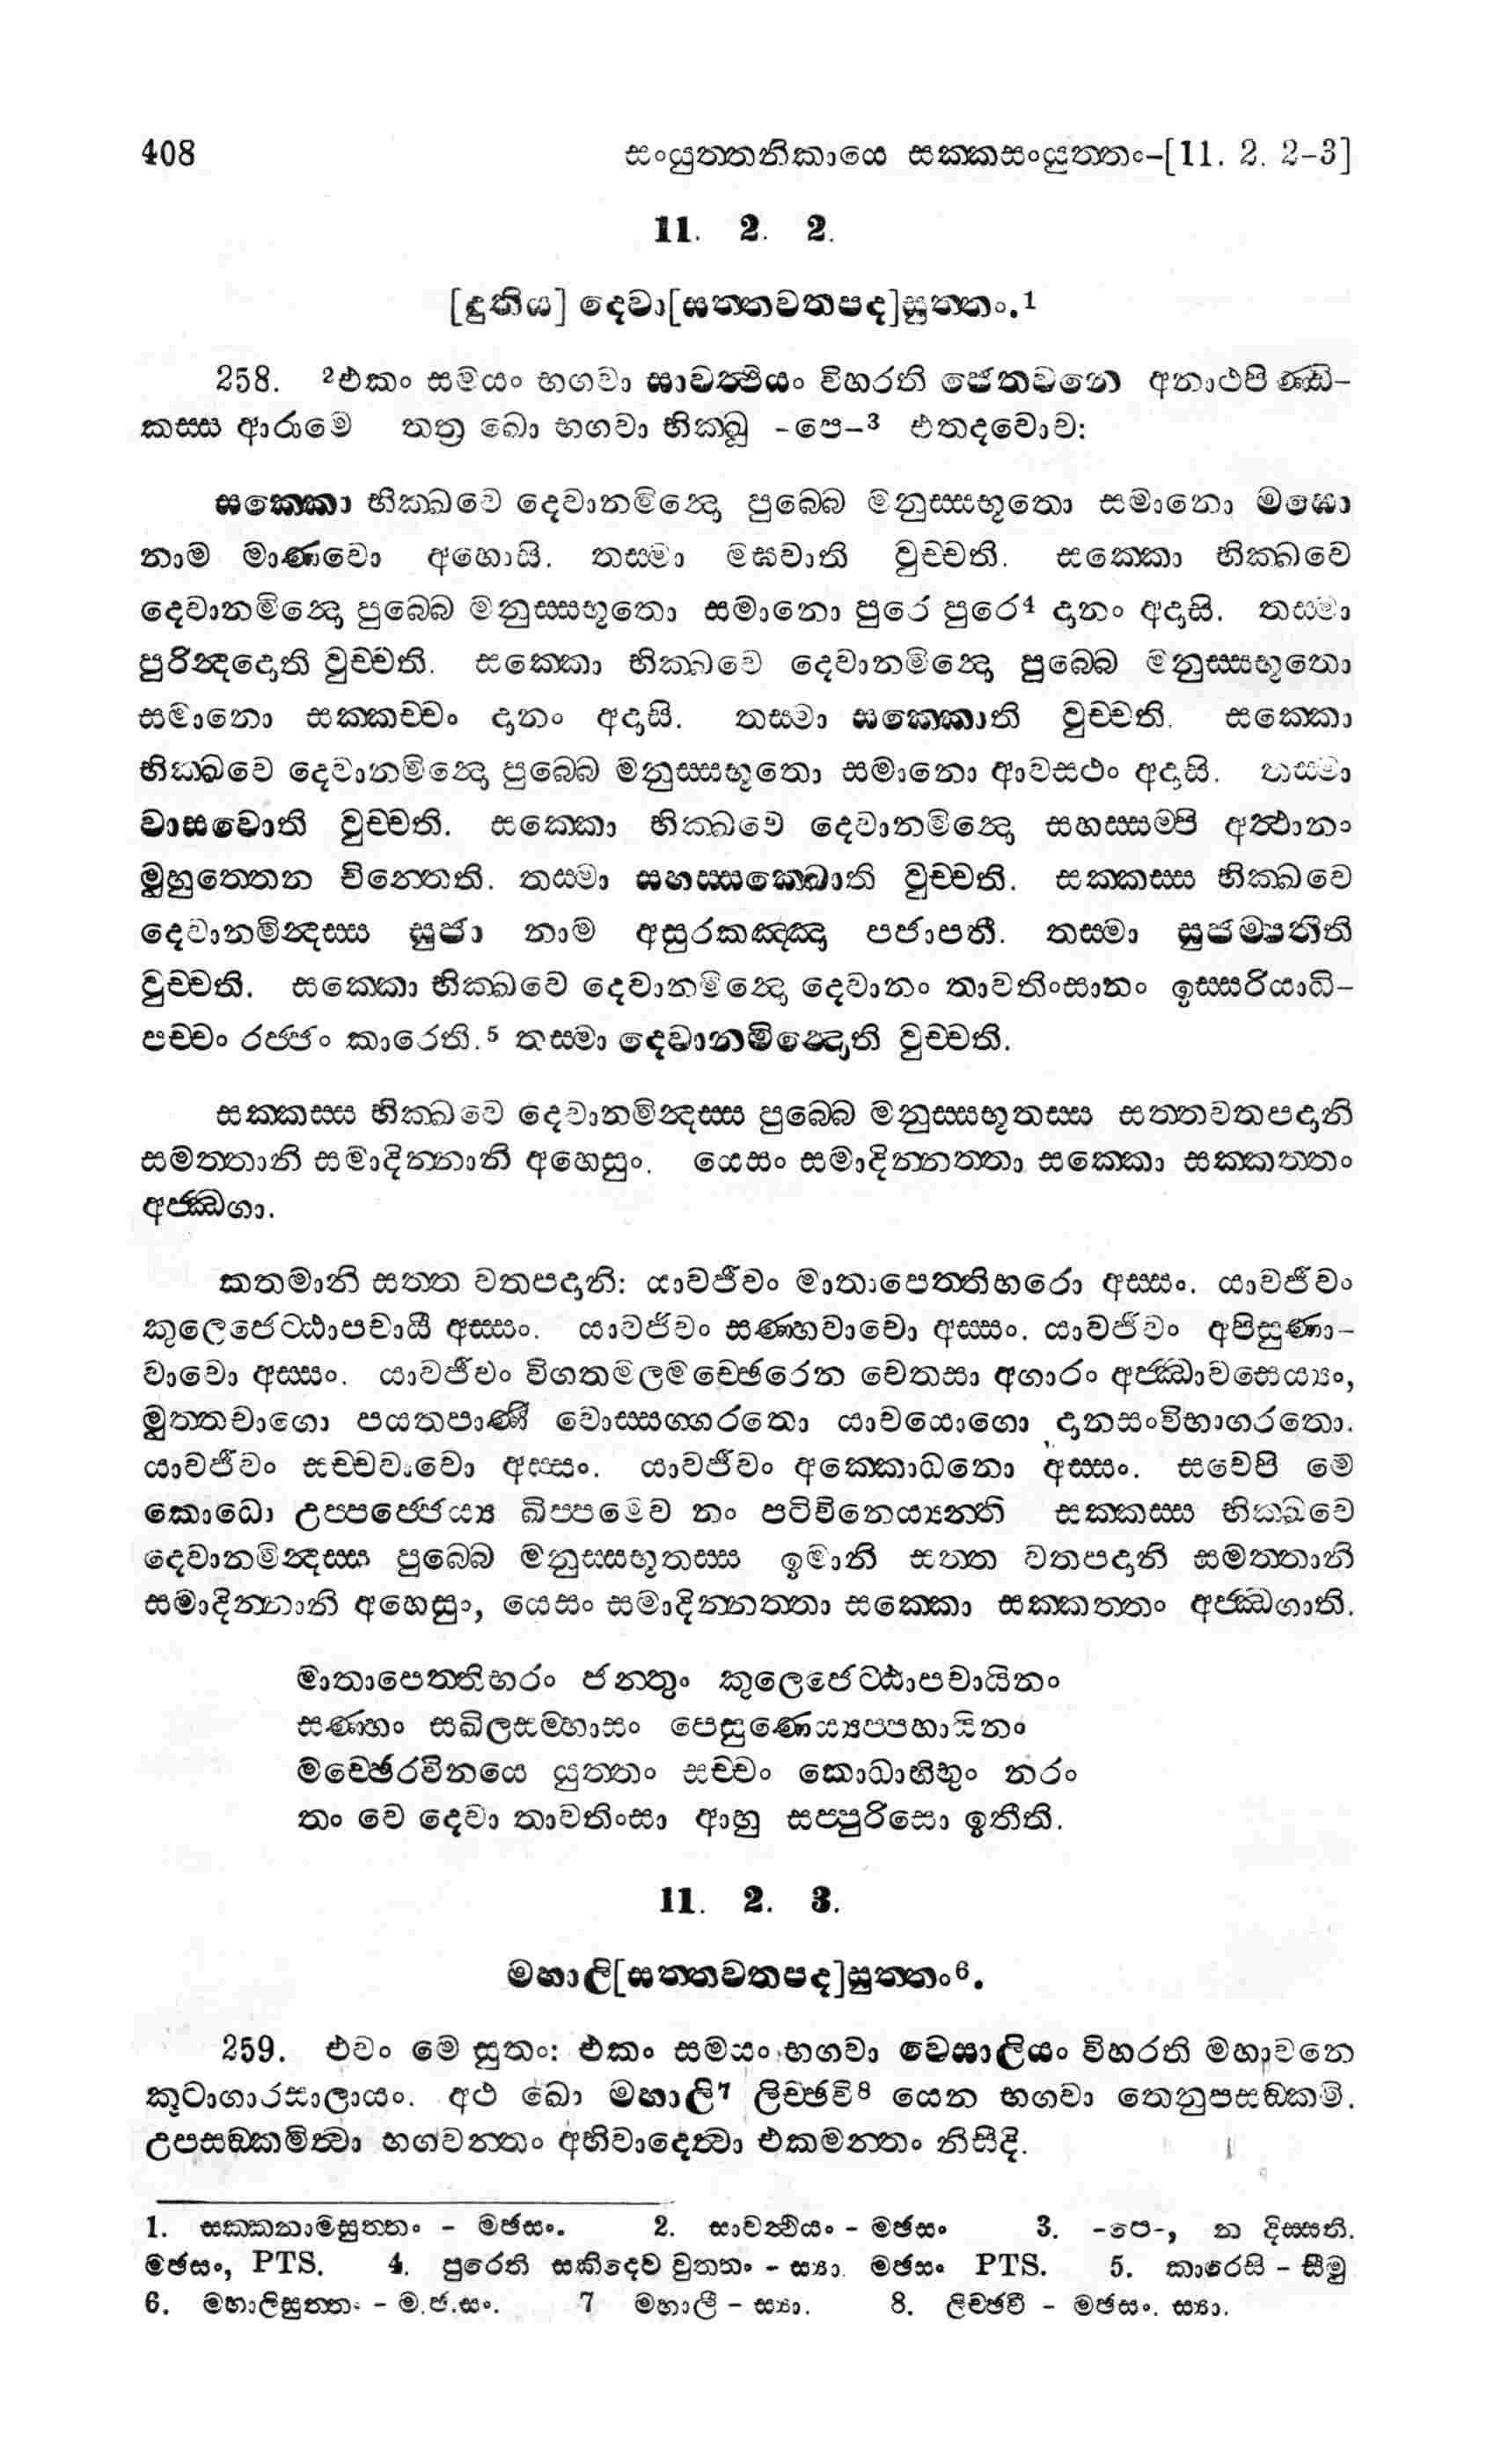 408 සංයුත්තනිකායෙ සක්කසංයුත්තං-[11. 2. 2-3]
11. 2. 2.
[දුතිය] දෙවා[සත්තවතපද]සුත්තං.¹
258. ²එකං සමයං භගවා සාවත්ථියං විහරති ජෙතවනෙ අනාථපිණ්ඩි-
කස්ස ආරාමෙ තත්‍ර ඛො භගවා භික්ඛු -පෙ-³ එතදවොච:
සක්කො භික්ඛවෙ දෙවානමින්දො පුබ්බෙ මනුස්සභූතො සමානො මඝො
නාම මාණවො අහොසි. තස්මා මඝවාති වුච්චති. සක්කො භික්ඛවෙ
දෙවානමින්දො පුබ්බෙ මනුස්සභූතො සමානො පුරෙ පුරෙ⁴ දානං අදාසි. තස්මා
පුරින්දදොති වුච්චති. සක්කො භික්ඛවෙ දෙවානමින්දො පුබ්බෙ මනුස්සභූතො
සමානො සක්කච්චං දානං අදාසි. තස්මා සක්කොති වුච්චති. සක්කො
භික්ඛවෙ දෙවානමින්දො පුබ්බෙ මනුස්සභූතො සමානො ආවසථං අදාසි. තස්මා
වාසවොති වුච්චති. සක්කො භික්ඛවෙ දෙවානමින්දො සහස්සම්පි අත්ථානං
මුහුත්තෙන චින්තෙති. තස්මා සහස්සක්ඛොති වුච්චති. සක්කස්ස භික්ඛවෙ
දෙවානමින්දස්ස සුජා නාම අසුරකඤ්ඤා පජාපතී. තස්මා සුජම්පතීති
වුච්චති. සක්කො භික්ඛවෙ දෙවානමින්දො දෙවානං තාවතිංසානං ඉස්සරියාධි-
පච්චං රජ්ජං කාරෙති.⁵ තස්මා දෙවානමින්දොති වුච්චති.
සක්කස්ස භික්ඛවෙ දෙවානමින්දස්ස පුබ්බෙ මනුස්සභූතස්ස සත්තවතපදානි
සමත්තානි සමාදින්නානි අහෙසුං. යෙසං සමාදින්නත්තා සක්කො සක්කත්තං
අජ්ඣගා.
කතමානි සත්ත වතපදානි: යාවජීවං මාතාපෙත්තිභරො අස්සං. යාවජීවං
කුලෙජෙට්ඨාපචායී අස්සං. යාවජීවං සණ්හවාචො අස්සං. යාවජීවං අපිසුණා-
වාචො අස්සං. යාවජීවං විගතමලමච්ඡෙරෙන චෙතසා අගාරං අජ්ඣාවසෙය්‍යං,
මුත්තචාගො පයතපාණී වොස්සග්ගරතො යාචයොගො දානසංවිභාගරතො.
යාවජීවං සච්චවාචො අස්සං. යාවජීවං අක්කොධනො අස්සං. සචෙපි මෙ
කොධො උප්පජ්ජෙය්‍ය ඛිප්පමෙව නං පටිවිනෙය්‍යන්ති සක්කස්ස භික්ඛවෙ
දෙවානමින්දස්ස පුබ්බෙ මනුස්සභූතස්ස ඉමානි සත්ත වතපදානි සමත්තානි
සමාදින්නානි අහෙසුං, යෙසං සමාදින්නත්තා සක්කො සක්කත්තං අජ්ඣගාති.
මාතාපෙත්තිභරං ජන්තුං කුලෙජෙට්ඨාපචායිනං
සණ්හං සඛිලසම්භාසං පෙසුණෙය්‍යප්පහායිනං
මච්ඡෙරවිනයෙ යුත්තං සච්චං කොධාභිභුං නරං
තං වෙ දෙවා තාවතිංසා ආහු සප්පුරිසො ඉතීති.
11. 2. 3.
මහාලි[සත්තවතපද]සුත්තං⁶.
259. එවං මෙ සුතං: එකං සමයං භගවා වෙසාලියං විහරති මහාවනෙ
කූටාගාරසාලායං. අථ ඛො මහාලි⁷ ලිච්ඡවි⁸ යෙන භගවා තෙනුපසඞ්කමි.
උපසඞ්කමිත්වා භගවන්තං අභිවාදෙත්වා එකමන්තං නිසීදි.
1. සක්කනාමසුත්තං - මඡසං. 2. සාවත්ථියං - මඡසං 3. -පෙ-, න දිස්සති.
මඡසං, PTS. 4. පුරෙති සකිදෙව වුත්තං - ස්‍යා. මඡසං PTS. 5. කාරෙසි - සීමු
6. මහාලිසුත්තං - ම.ඡ.සං. 7 මහාලී - ස්‍යා. 8. ලිච්ඡවී - මඡසං. ස්‍යා.